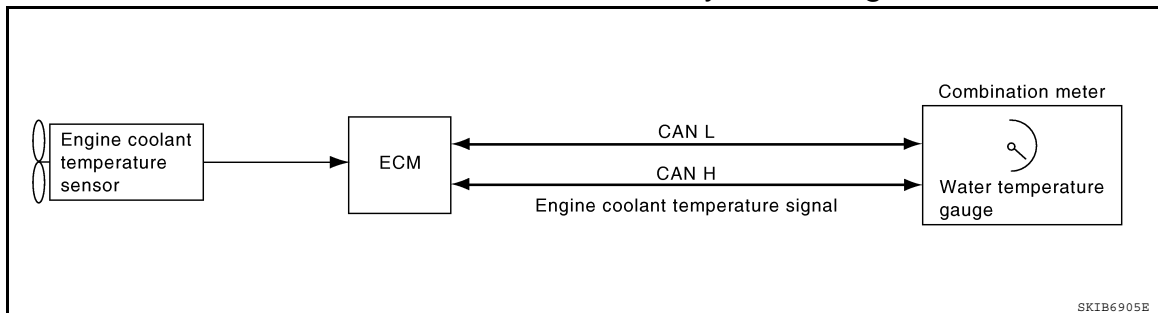 Engine coolant
temperature
sensor
ECM
CAN L
CAN H
Engine coolant temperature signal
Combination meter
Water temperature
gauge
SKIB6905E